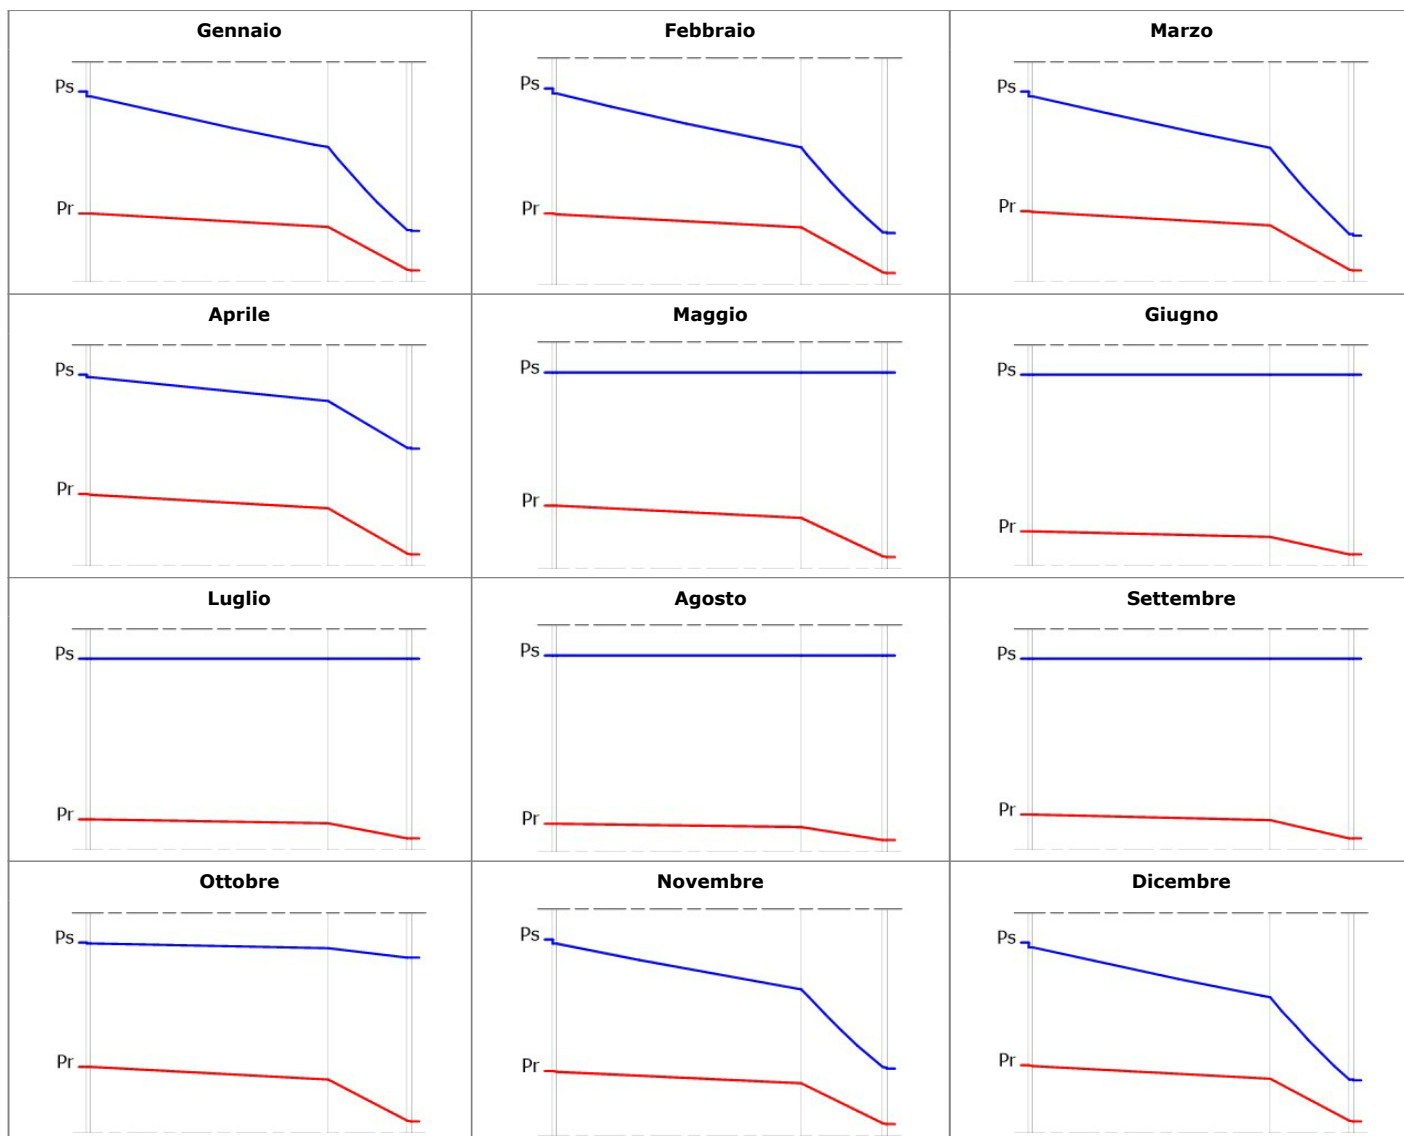 Gennaio Febbraio Marzo
Ps Ps Ps
Pr Pr Pr
Aprile Maggio Giugno
Ps Ps Ps
Pr Pr Pr
Luglio Agosto Settembre
Ps Ps Ps
Pr Pr Pr
Ottobre Novembre Dicembre
Ps Ps Ps
Pr Pr Pr